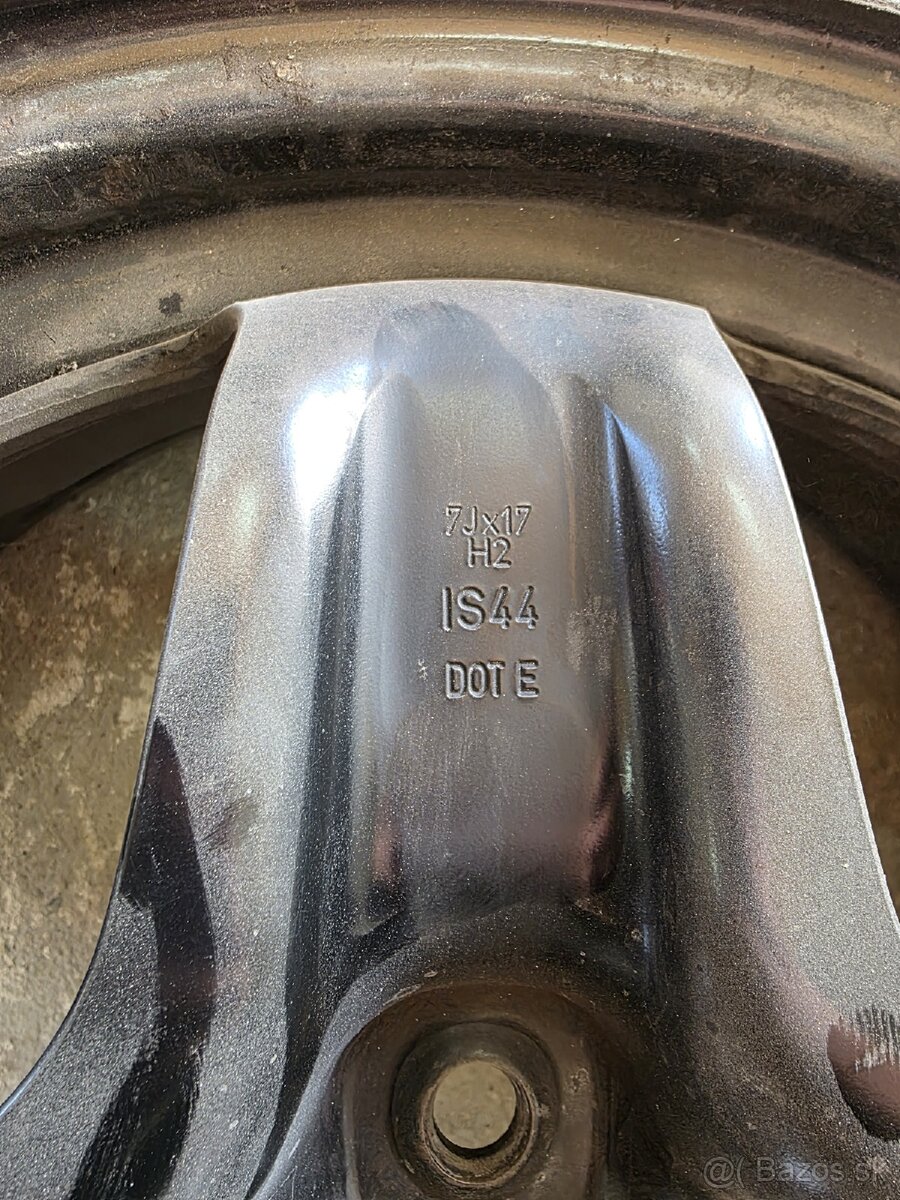 7Jx17
H2
IS44
DOT E
@( Bazos.sk